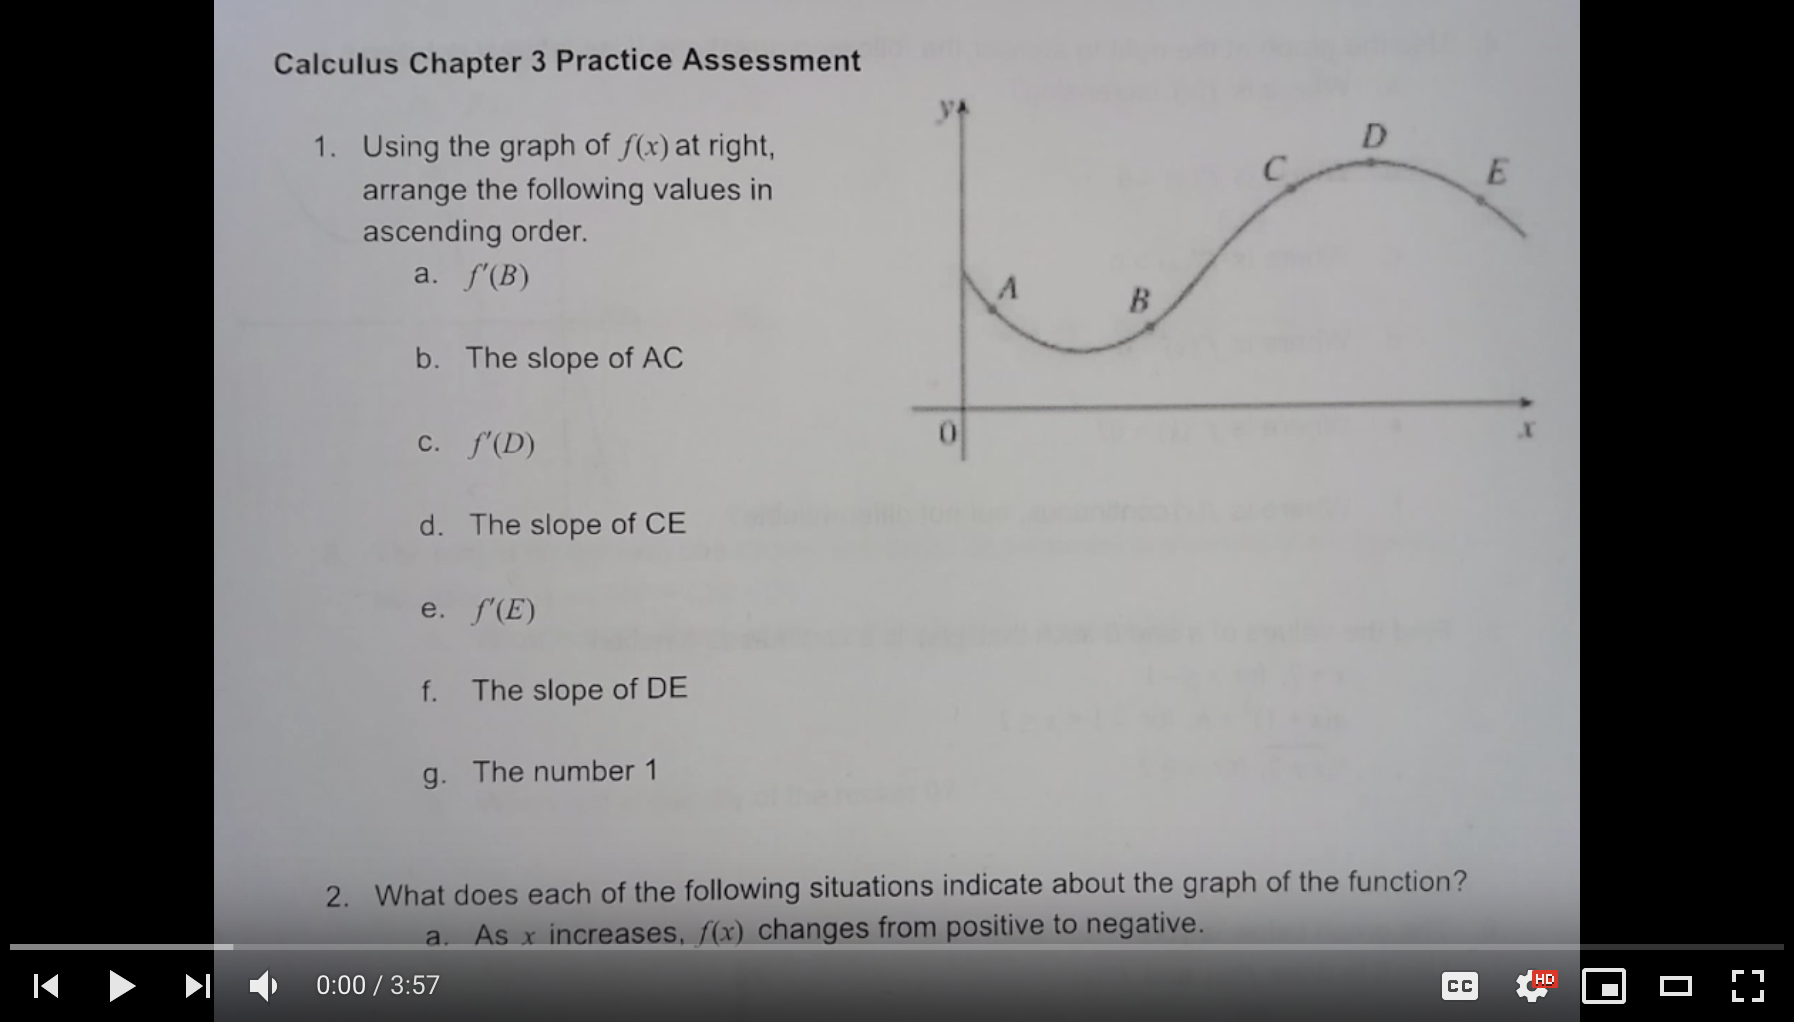 Calculus Chapter 3 Practice Assessment
1. Using the graph of f(x) at right,
arrange the following values in
ascending order.
a. f′(B)
b. The slope of AC
c. f′(D)
d. The slope of CE
e. f′(E)
f. The slope of DE
g. The number 1
y
A
B
C
D
E
0
x
2. What does each of the following situations indicate about the graph of the function?
a. As x increases, f(x) changes from positive to negative.
0:00 / 3:57
CC
HD